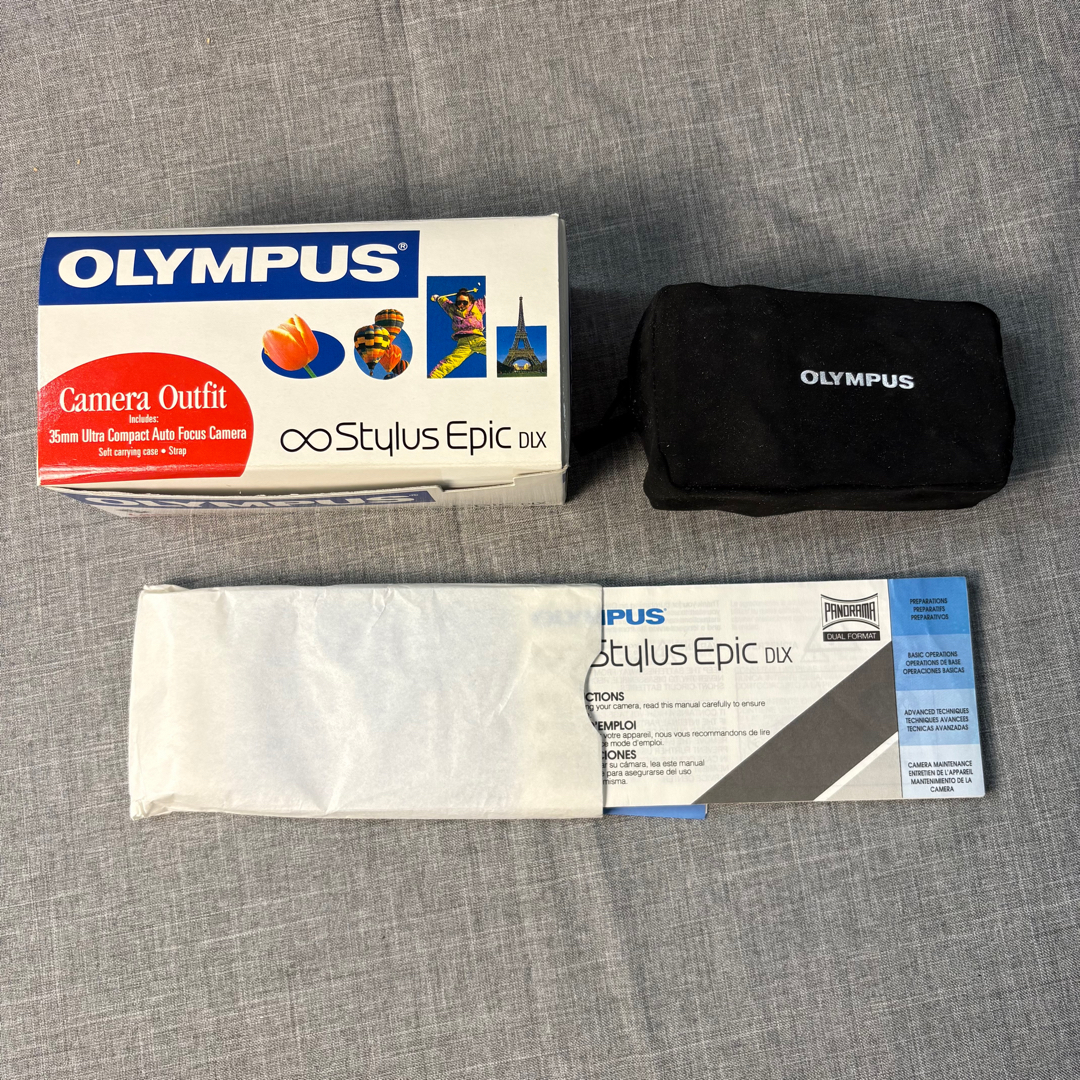 OLYMPUS®
Camera Outfit
Includes:
35mm Ultra Compact Auto Focus Camera
Soft carrying case • Strap
∞Stylus Epic DLX
OLYMPUS
OLYMPUS
MPUS
Stylus Epic DLX
PANORAMA
DUAL FORMAT
CTIONS
ng your camera, read this manual carefully to ensure
'EMPLOI
votre appareil, nous vous recommandons de lire
ce mode d'emploi.
IONES
ar su cámara, lea este manual
e para asegurarse del uso
misma.
PREPARATIONS
PREPARATIFS
PREPARATIVOS
BASIC OPERATIONS
OPERATIONS DE BASE
OPERACIONES BASICAS
ADVANCED TECHNIQUES
TECHNIQUES AVANCEES
TECNICAS AVANZADAS
CAMERA MAINTENANCE
ENTRETIEN DE L'APPAREIL
MANTENIMIENTO DE LA
CAMERA